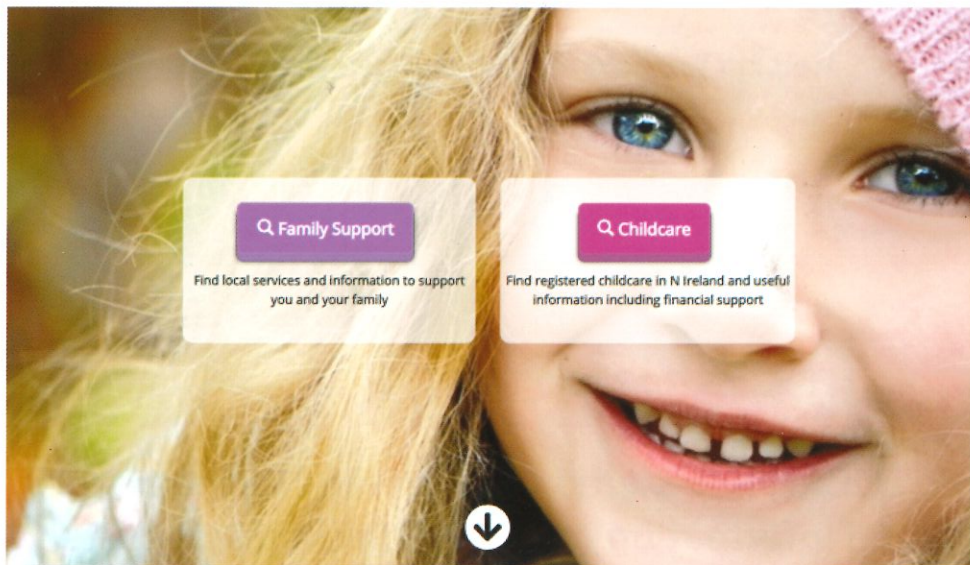 Family Support
Find local services and information to support
you and your family
Childcare
Find registered childcare in N Ireland and useful
information including financial support